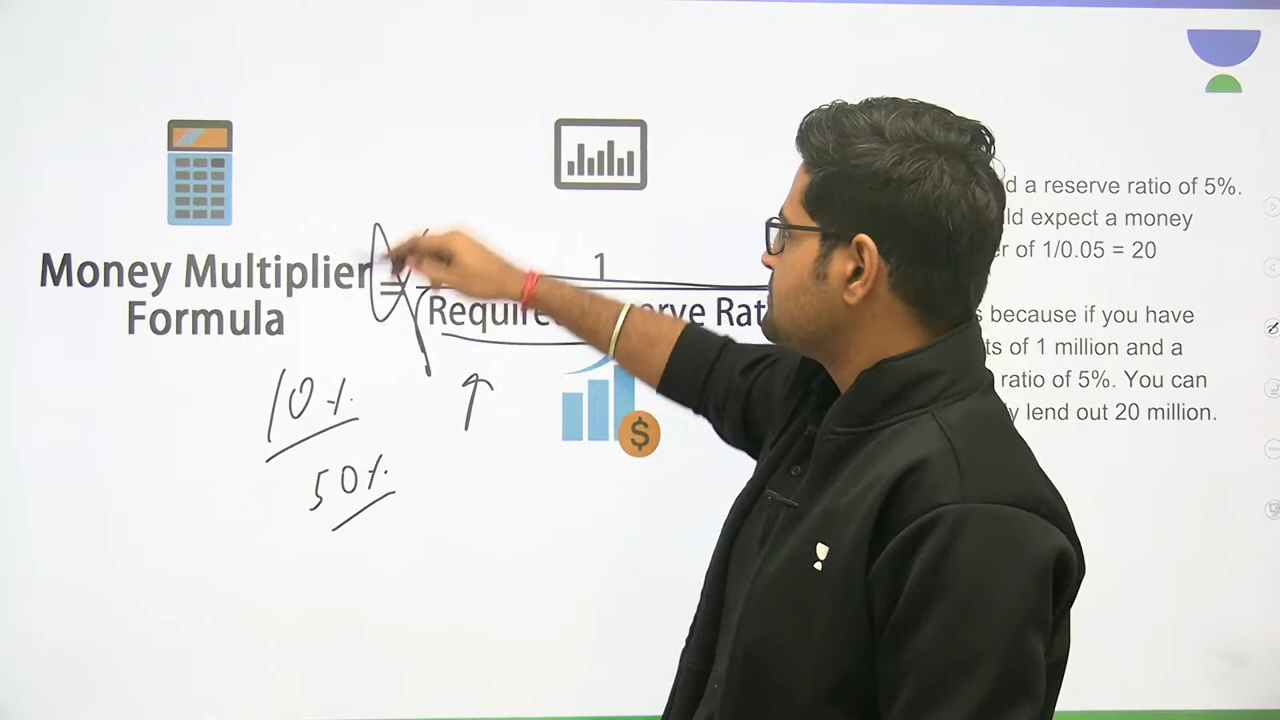 Money Multiplier
Formula
=
1
Required Reserve Rat
10%
50%
$
d a reserve ratio of 5%.
ld expect a money
er of 1/0.05 = 20
s because if you have
ts of 1 million and a
ratio of 5%. You can
y lend out 20 million.